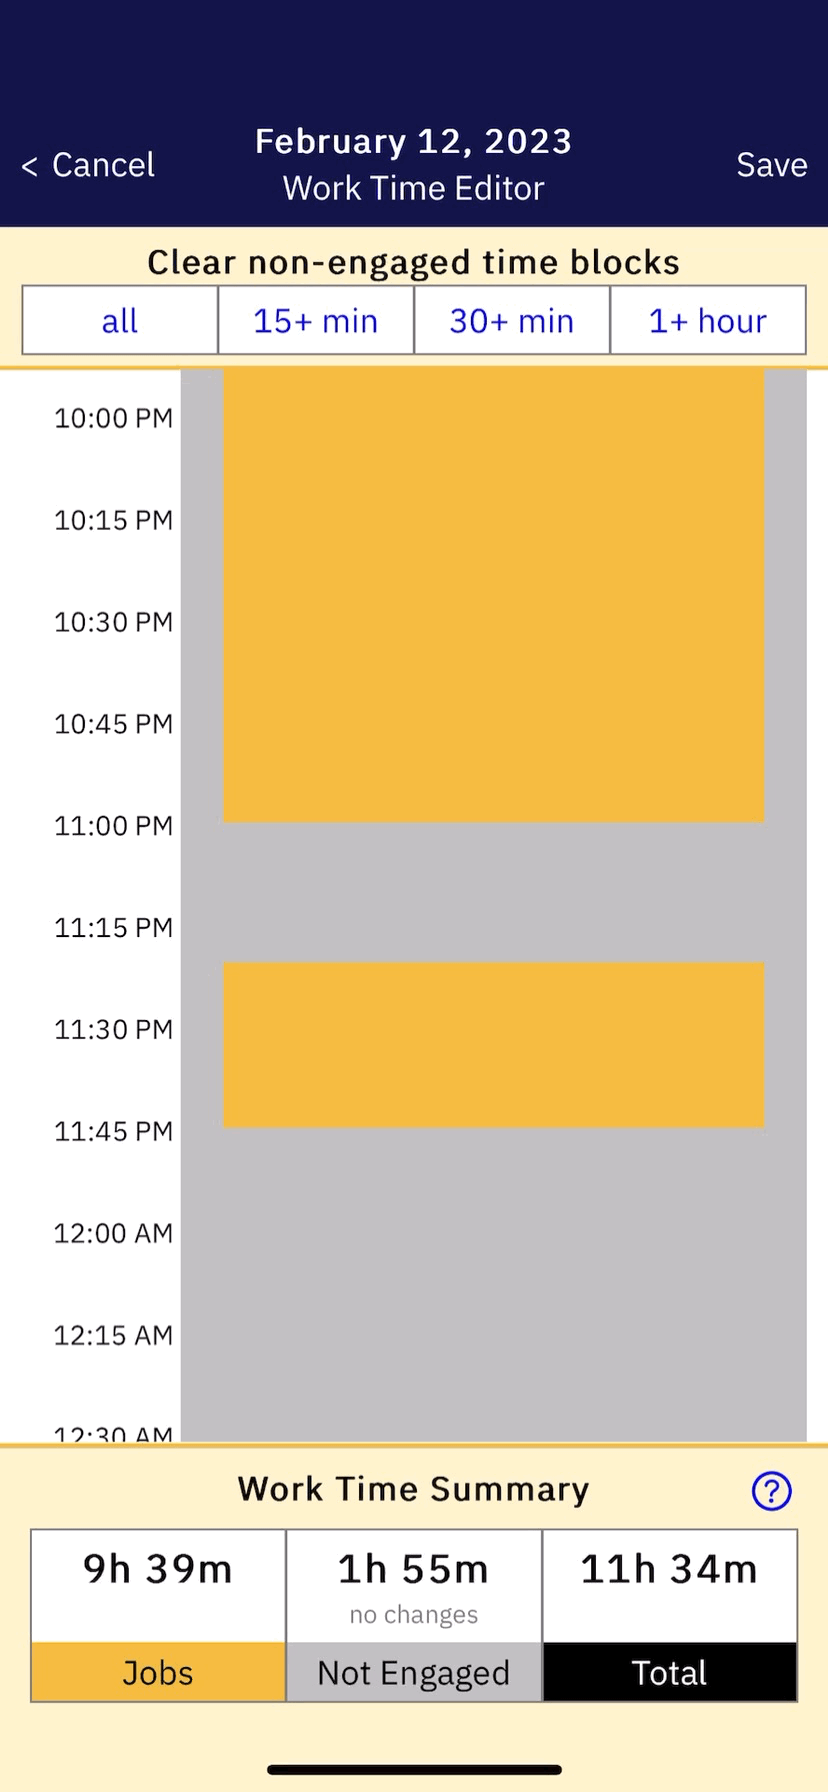 February 12, 2023
< Cancel
Work Time Editor
Save
Clear non-engaged time blocks
all
15+ min
30+ min
1+ hour
10:00 PM
10:15 PM
10:30 PM
10:45 PM
11:00 PM
11:15 PM
11:30 PM
11:45 PM
12:00 AM
12:15 AM
12:30 AM
Work Time Summary
?
9h 39m
1h 55m
11h 34m
no changes
Jobs
Not Engaged
Total